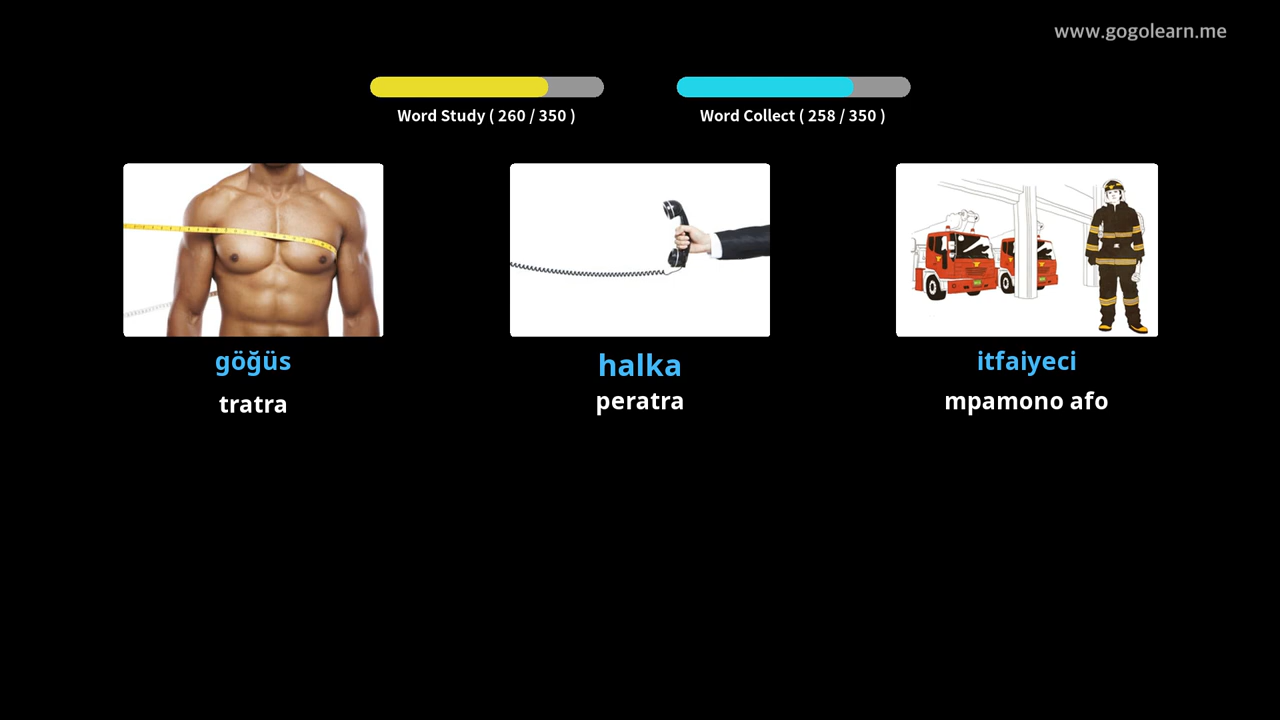 www.gogolearn.me
Word Study ( 260 / 350 )
Word Collect ( 258 / 350 )
göğüs
halka
itfaiyeci
tratra
peratra
mpamono afo